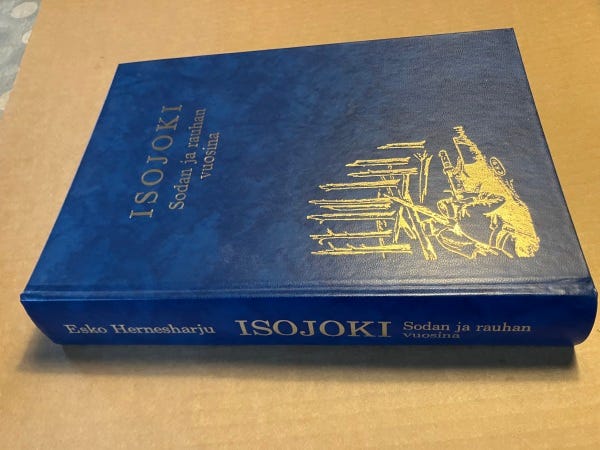 ISOJOKI
Sodan ja rauhan
vuosina
Esko Hernesharju ISOJOKI Sodan ja rauhan
vuosina